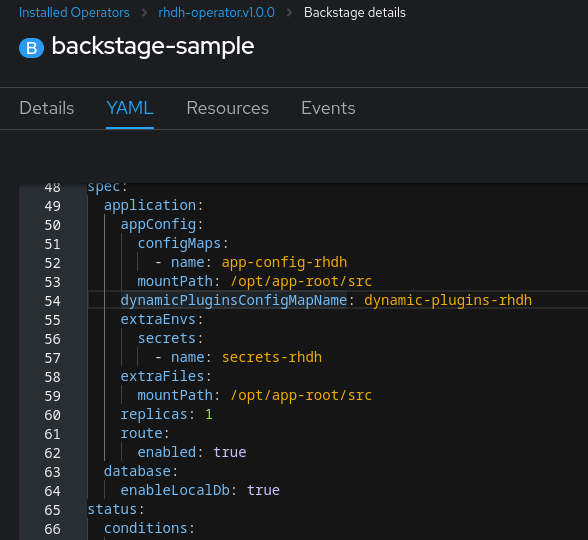 Installed Operators > rhdh-operator.v1.0.0 > Backstage details
B backstage-sample
Details YAML Resources Events
48 spec:
49 application:
50 appConfig:
51 configMaps:
52 - name: app-config-rhdh
53 mountPath: /opt/app-root/src
54 dynamicPluginsConfigMapName: dynamic-plugins-rhdh
55 extraEnvs:
56 secrets:
57 - name: secrets-rhdh
58 extraFiles:
59 mountPath: /opt/app-root/src
60 replicas: 1
61 route:
62 enabled: true
63 database:
64 enableLocalDb: true
65 status:
66 conditions: